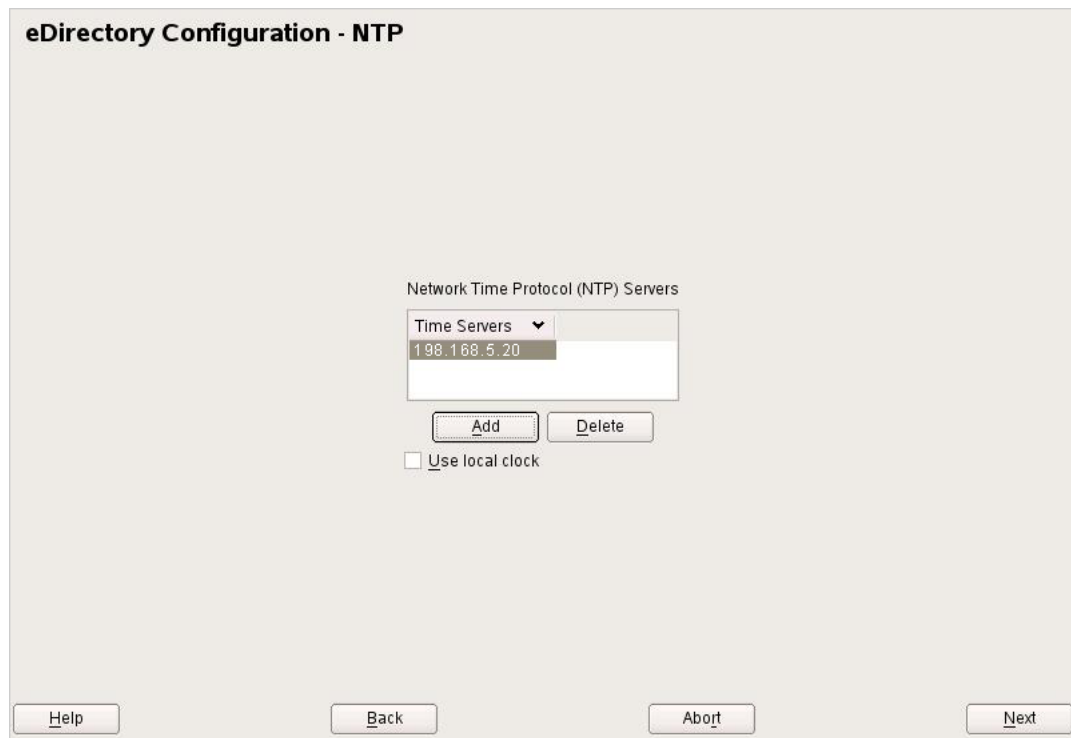 eDirectory Configuration - NTP
Network Time Protocol (NTP) Servers
Time Servers
198.168.5.20
Add Delete
Use local clock
Help Back Abort Next